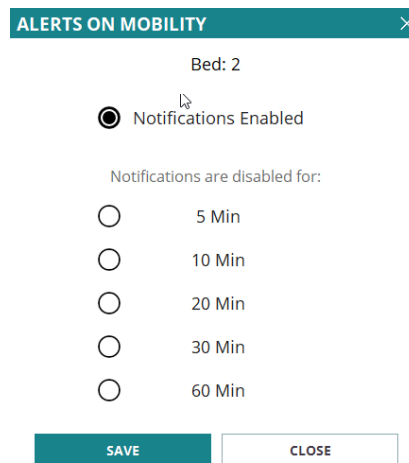 ALERTS ON MOBILITY
Bed: 2
Notifications Enabled
Notifications are disabled for:
5 Min
10 Min
20 Min
30 Min
60 Min
SAVE CLOSE